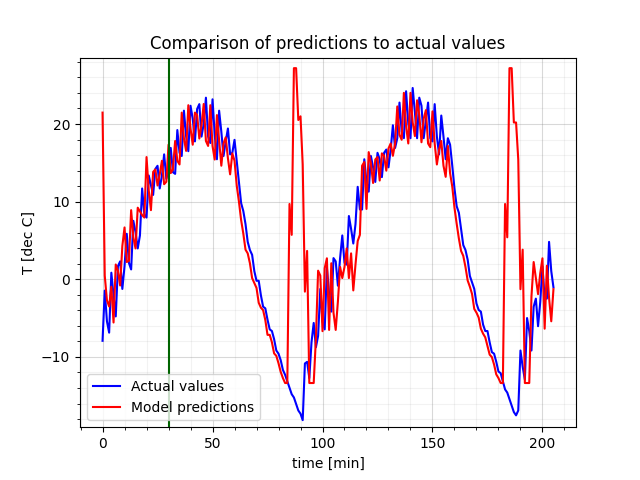 Comparison of predictions to actual values
T [dec C]
20
10
0
−10
Actual values
Model predictions
0
50
100
150
200
time [min]